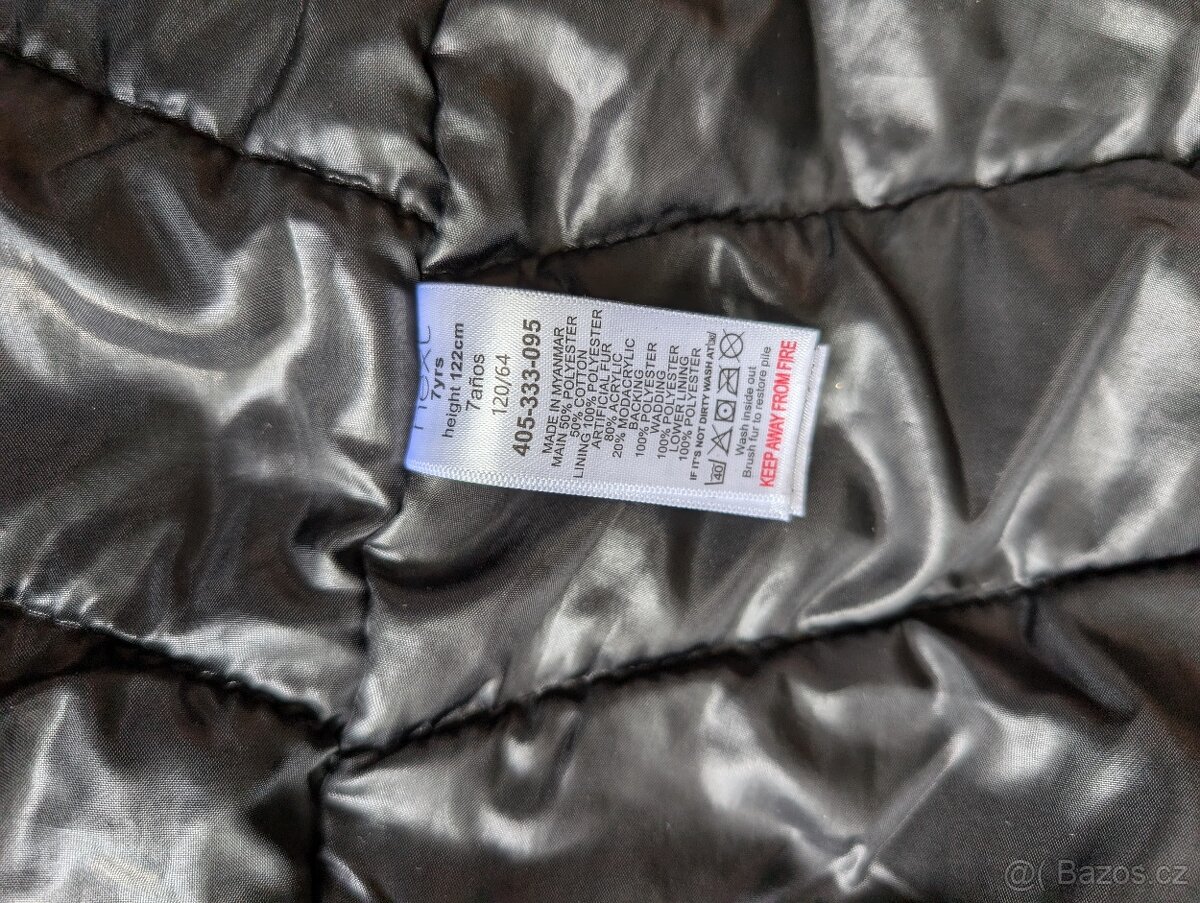 next
7yrs
height 122cm
7años
120/64
405-333-095
MADE IN MYANMAR
MAIN 50% POLYESTER
50% COTTON
LINING 100% POLYESTER
ARTIFICIAL FUR
80% ACRYLIC
20% MODACRYLIC
BACKING
100% POLYESTER
WADDING
100% POLYESTER
LOWER LINING
100% POLYESTER
IF IT'S NOT DIRTY WASH AT
40
Wash inside out
Brush fur to restore pile
KEEP AWAY FROM FIRE
@( Bazos.cz